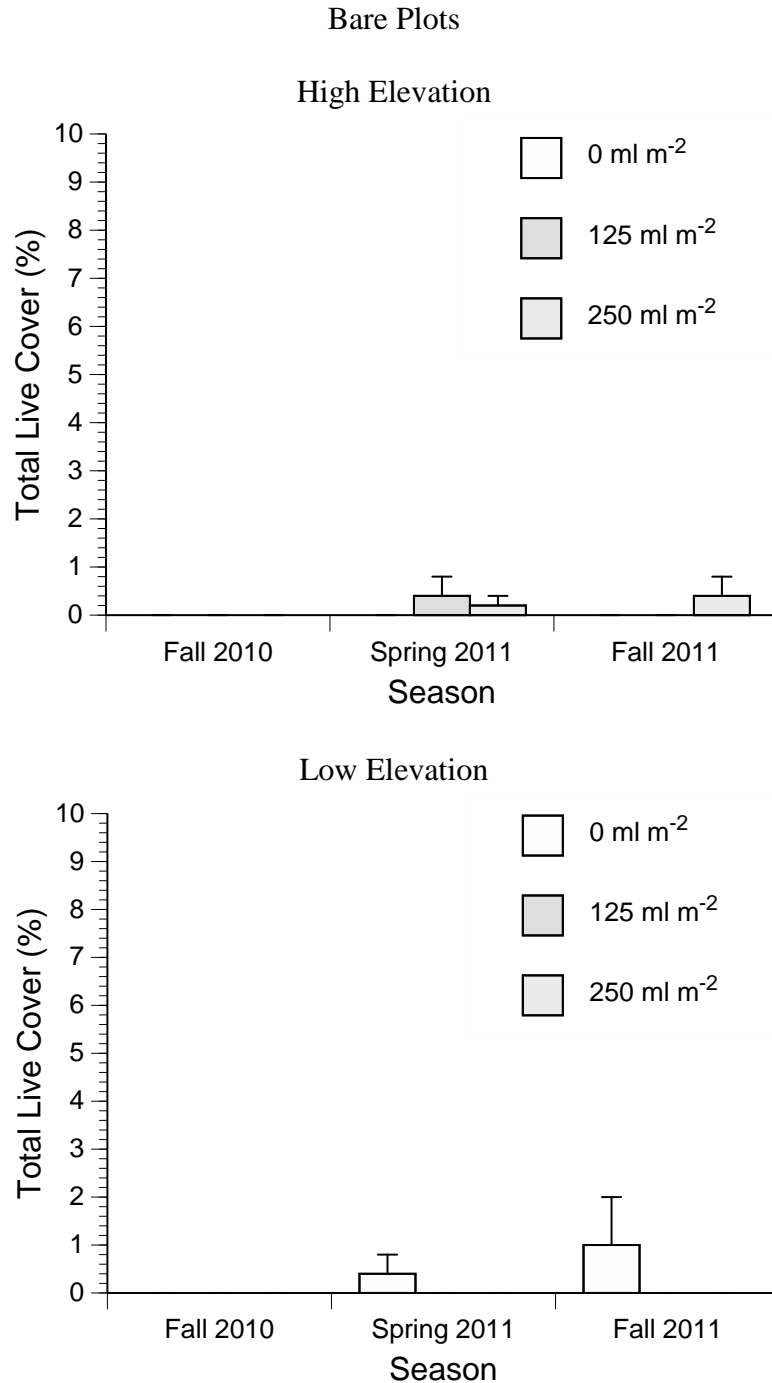 Bare Plots
High Elevation
10
9
8
7
6
5
4
3
2
1
0
Total Live Cover (%)
0 ml m-2
125 ml m-2
250 ml m-2
Fall 2010 Spring 2011 Fall 2011
Season
Low Elevation
10
9
8
7
6
5
4
3
2
1
0
Total Live Cover (%)
0 ml m-2
125 ml m-2
250 ml m-2
Fall 2010 Spring 2011 Fall 2011
Season